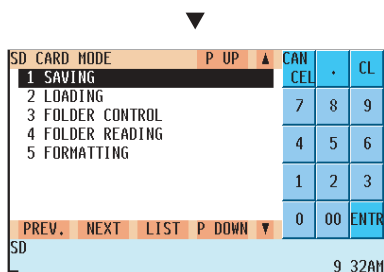 ▼
SD CARD MODE P UP ▲ CAN CEL . CL
1 SAVING
2 LOADING
3 FOLDER CONTROL
4 FOLDER READING
5 FORMATTING
7 8 9
4 5 6
1 2 3
0 00 ENTR
PREV. NEXT LIST P DOWN ▼
SD
9 32AM